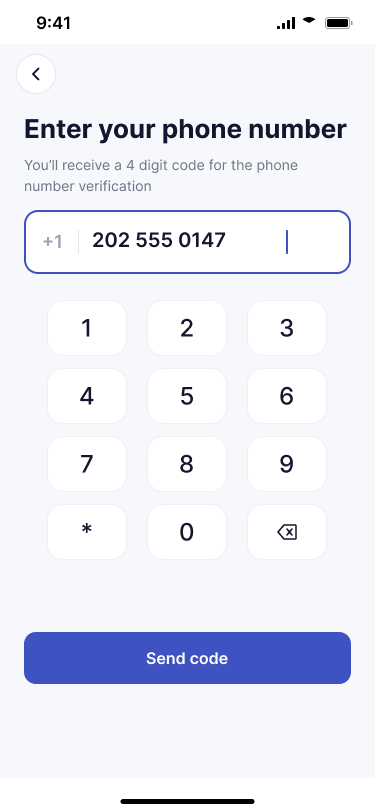 9:41
Enter your phone number
You'll receive a 4 digit code for the phone
number verification
+1 202 555 0147
1 2 3
4 5 6
7 8 9
* 0
Send code